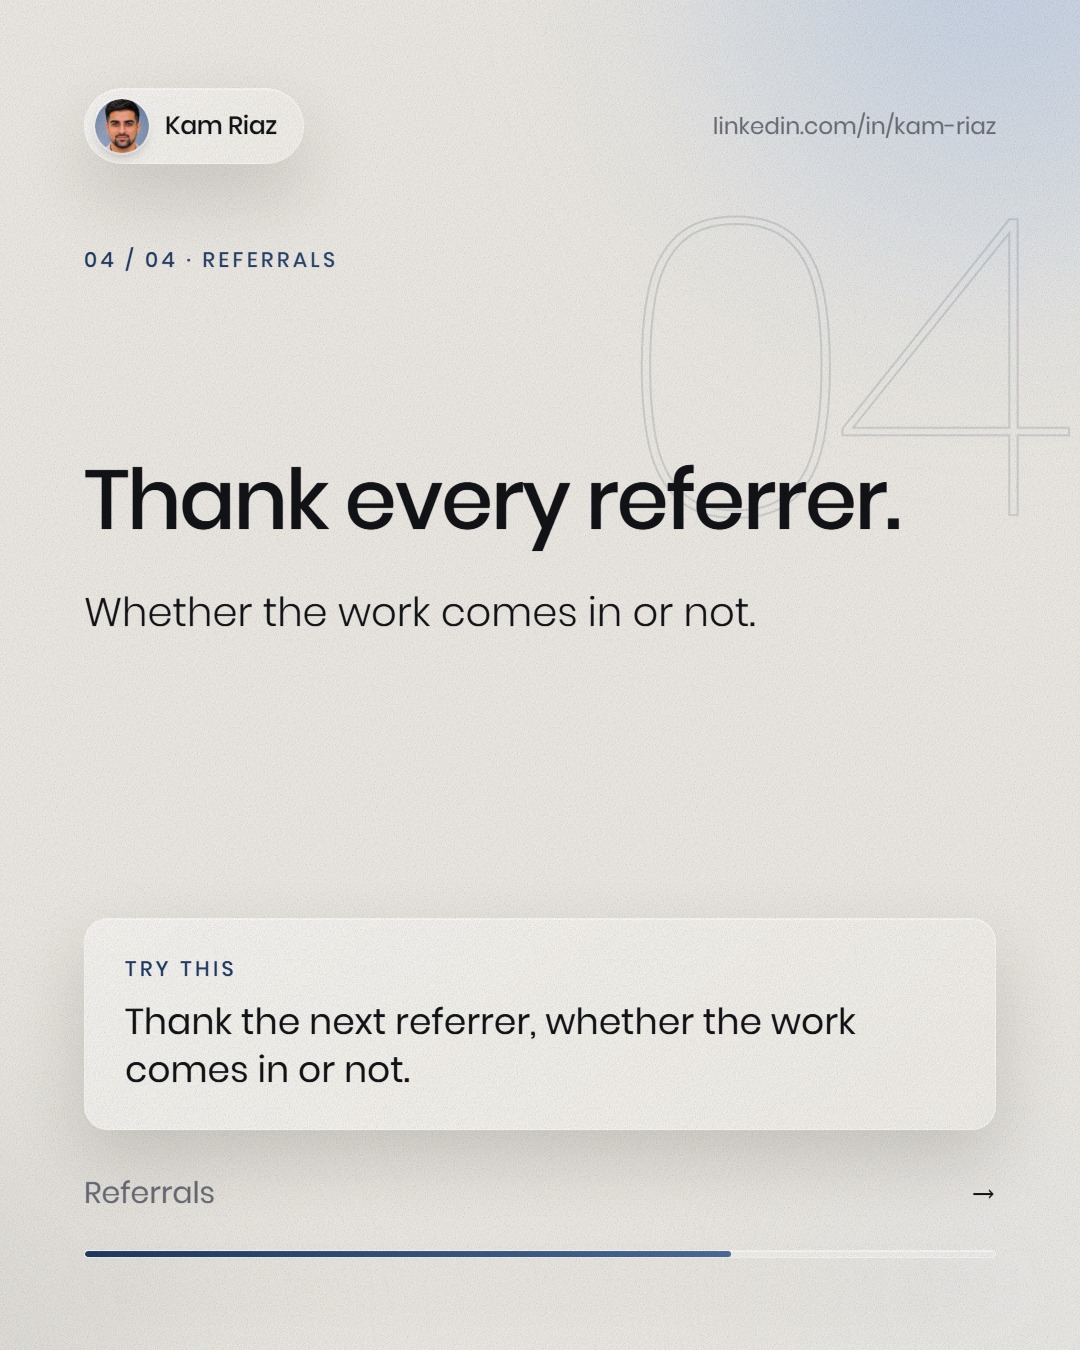 Kam Riaz
linkedin.com/in/kam-riaz
04 / 04 · REFERRALS
04
Thank every referrer.
Whether the work comes in or not.
TRY THIS
Thank the next referrer, whether the work
comes in or not.
Referrals →